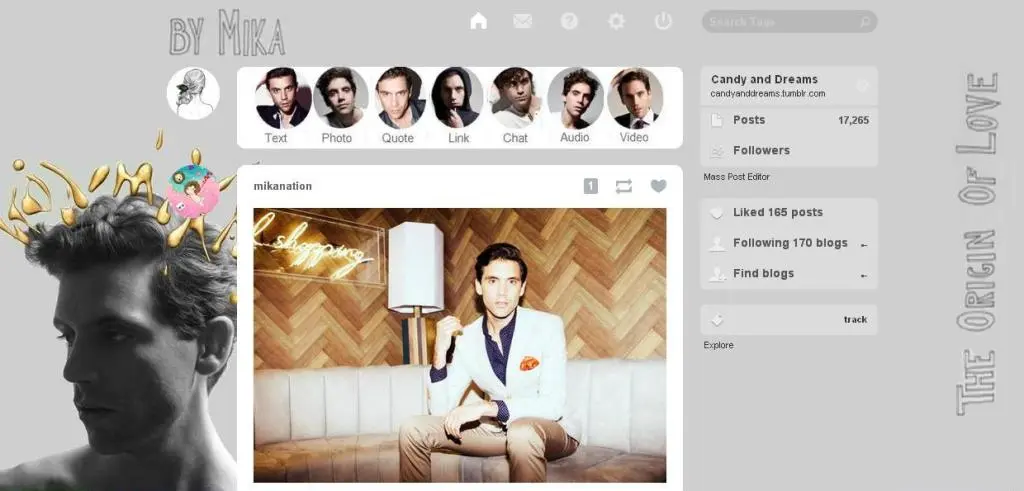 BY MIKA
Search Tags
Text
Photo
Quote
Link
Chat
Audio
Video
mikanation
1
shopping
Candy and Dreams
candyanddreams.tumblr.com
Posts 17,265
Followers
Mass Post Editor
Liked 165 posts
Following 170 blogs
Find blogs
track
Explore
THE ORIGIN OF LOVE